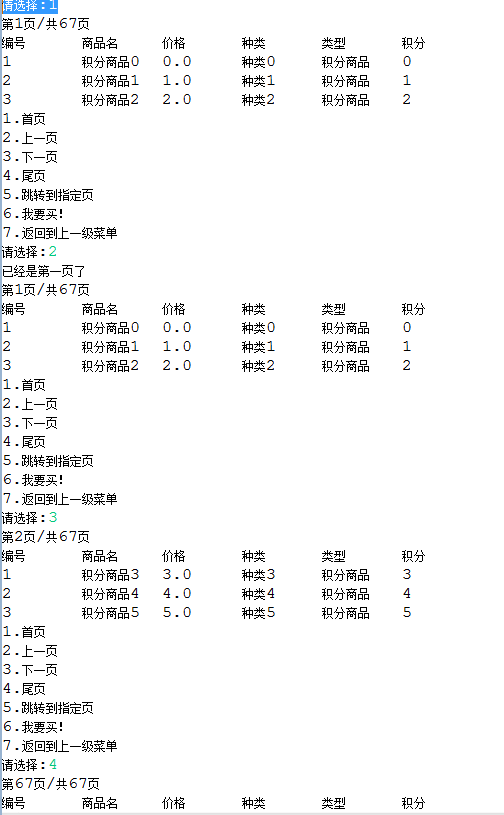 请选择:1
第1页/共67页
编号 商品名 价格 种类 类型 积分
1 积分商品0 0.0 种类0 积分商品 0
2 积分商品1 1.0 种类1 积分商品 1
3 积分商品2 2.0 种类2 积分商品 2
1.首页
2.上一页
3.下一页
4.尾页
5.跳转到指定页
6.我要买!
7.返回到上一级菜单
请选择:2
已经是第一页了
第1页/共67页
编号 商品名 价格 种类 类型 积分
1 积分商品0 0.0 种类0 积分商品 0
2 积分商品1 1.0 种类1 积分商品 1
3 积分商品2 2.0 种类2 积分商品 2
1.首页
2.上一页
3.下一页
4.尾页
5.跳转到指定页
6.我要买!
7.返回到上一级菜单
请选择:3
第2页/共67页
编号 商品名 价格 种类 类型 积分
1 积分商品3 3.0 种类3 积分商品 3
2 积分商品4 4.0 种类4 积分商品 4
3 积分商品5 5.0 种类5 积分商品 5
1.首页
2.上一页
3.下一页
4.尾页
5.跳转到指定页
6.我要买!
7.返回到上一级菜单
请选择:4
第67页/共67页
编号 商品名 价格 种类 类型 积分